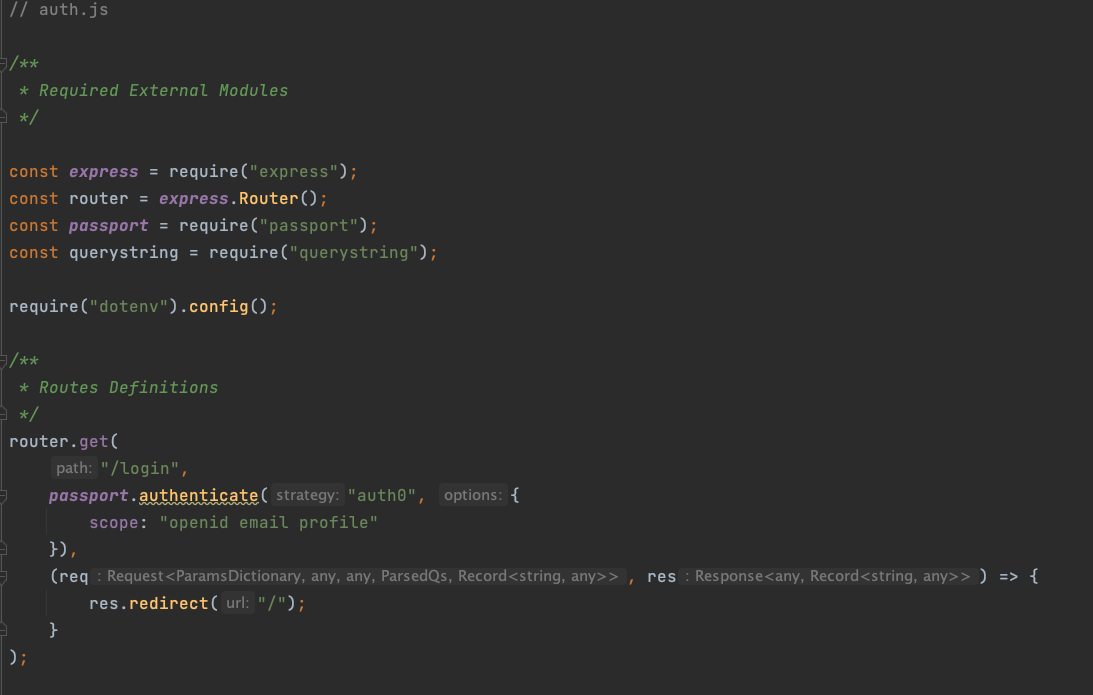 // auth.js
/**
* Required External Modules
*/
const express = require("express");
const router = express.Router();
const passport = require("passport");
const querystring = require("querystring");
require("dotenv").config();
/**
* Routes Definitions
*/
router.get(
path: "/login",
passport.authenticate( strategy: "auth0", options: {
scope: "openid email profile"
}),
(req : Request<ParamsDictionary, any, any, ParsedQs, Record<string, any>> , res : Response<any, Record<string, any>> ) => {
res.redirect( url: "/");
}
);